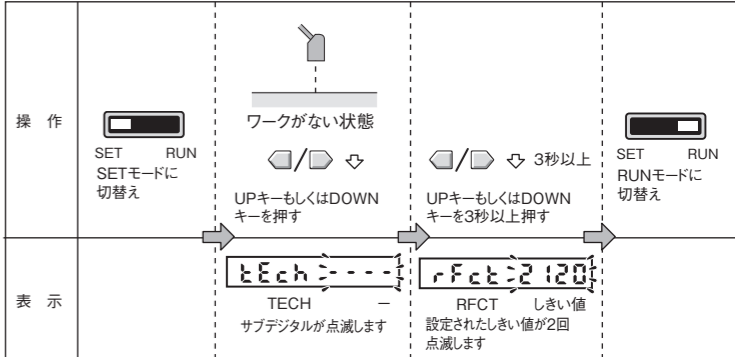 操 作
SET RUN
SETモードに
切替え
ワークがない状態
/
UPキーもしくはDOWN
キーを押す
/ 3秒以上
UPキーもしくはDOWN
キーを3秒以上押す
SET RUN
RUNモードに
切替え
表 示
tEch ----
TECH −
サブデジタルが点滅します
rFct 2120
RFCT しきい値
設定されたしきい値が2回
点滅します